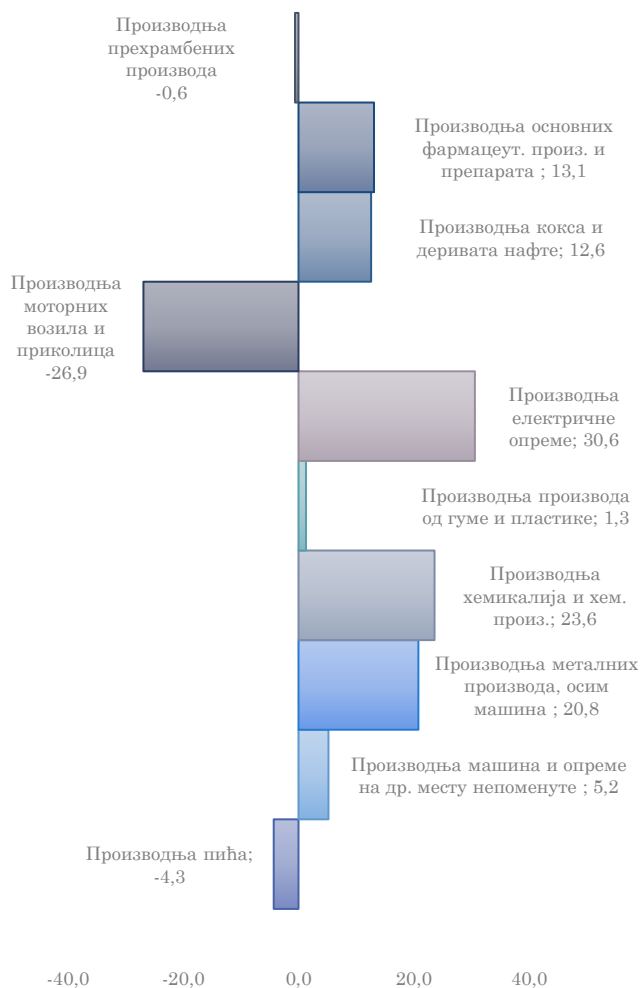 Производња
прехрамбених
производа
-0,6
Производња основних
фармацеут. произ. и
препарата ; 13,1
Производња кокса и
деривата нафте; 12,6
Производња
моторних
возила и
приколица
-26,9
Производња
електричне
опреме; 30,6
Производња производа
од гуме и пластике; 1,3
Производња
хемикалија и хем.
произ.; 23,6
Производња металних
производа, осим
машина ; 20,8
Производња машина и опреме
на др. месту непоменуте ; 5,2
Производња пића;
-4,3
-40,0 -20,0 0,0 20,0 40,0